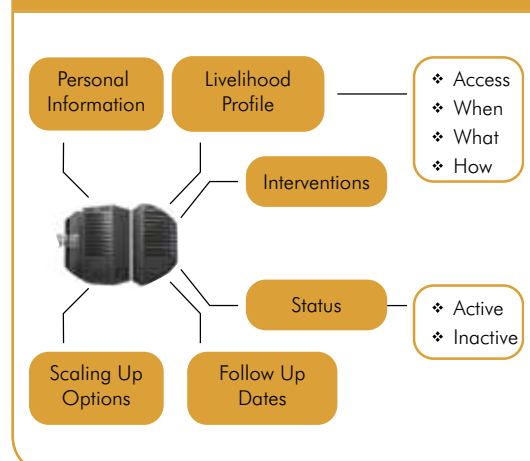 Personal
Information
Livelihood
Profile
❖ Access
❖ When
❖ What
❖ How
Interventions
Status
❖ Active
❖ Inactive
Scaling Up
Options
Follow Up
Dates